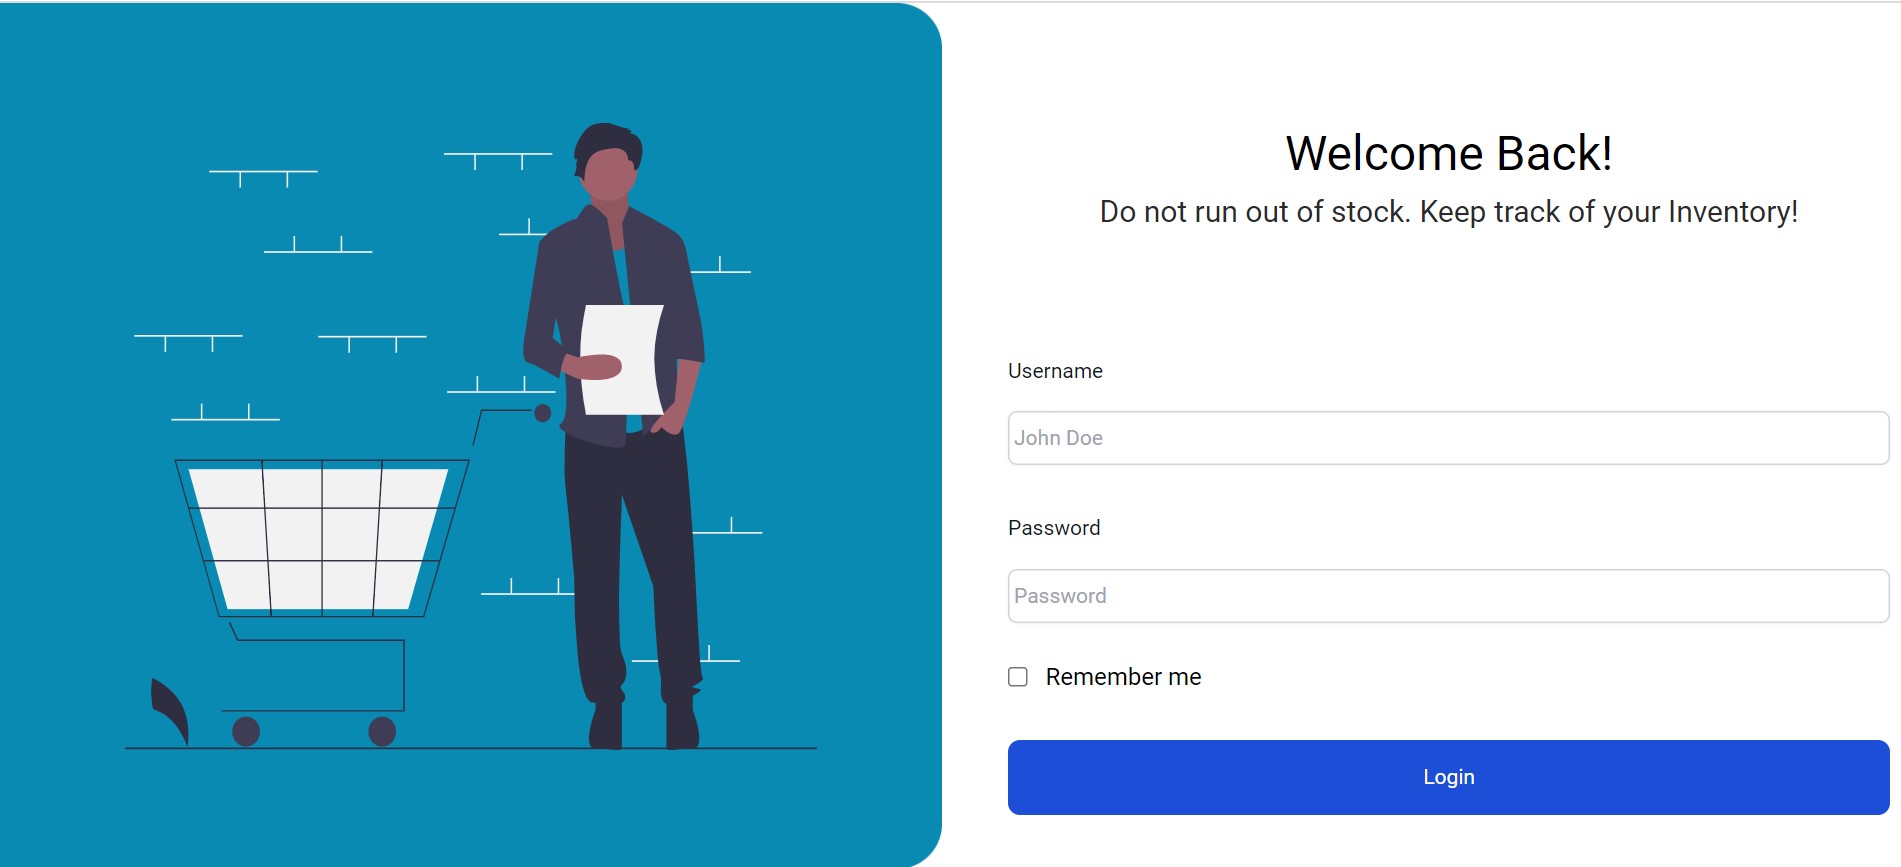 Welcome Back!
Do not run out of stock. Keep track of your Inventory!
Username
John Doe
Password
Password
Remember me
Login